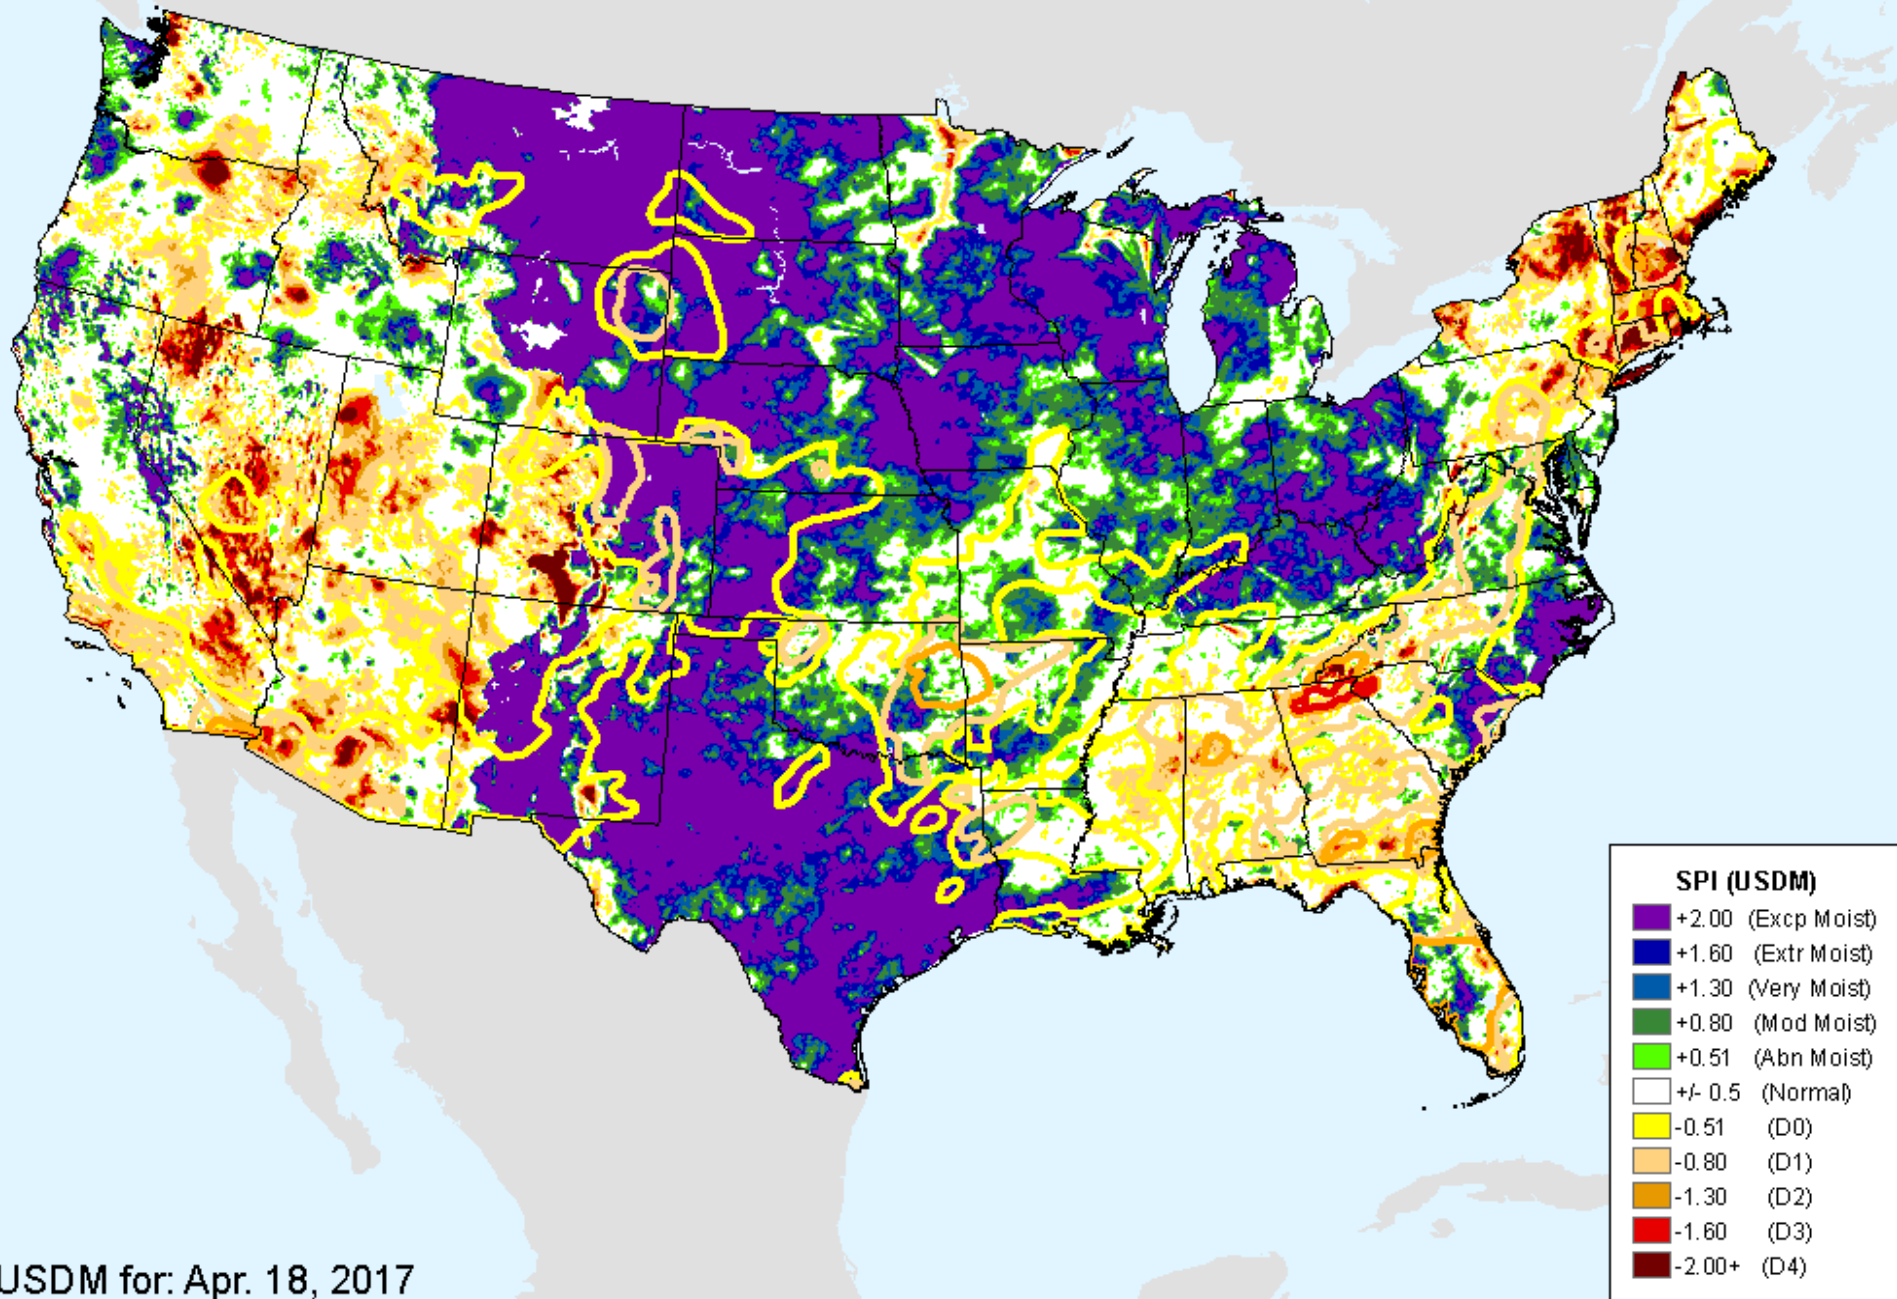 SPI (USDM)
+2.00 (Excp Moist)
+1.60 (Extr Moist)
+1.30 (Very Moist)
+0.80 (Mod Moist)
+0.51 (Abn Moist)
+/- 0.5 (Normal)
-0.51 (D0)
-0.80 (D1)
-1.30 (D2)
-1.60 (D3)
-2.00+ (D4)
USDM for: Apr. 18, 2017